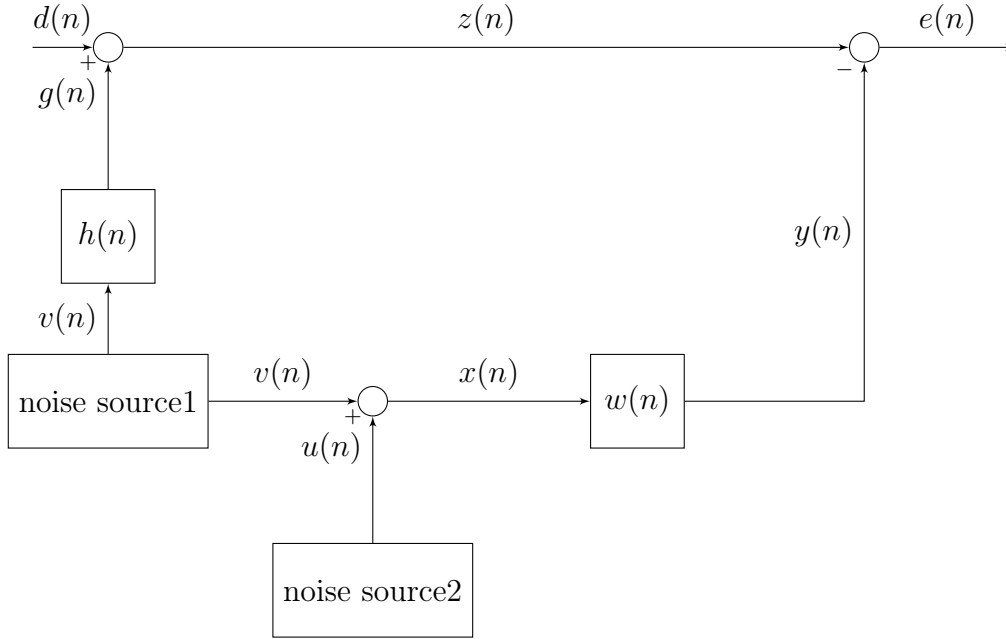 d(n)
z(n)
e(n)
+
−
g(n)
h(n)
y(n)
v(n)
v(n)
x(n)
noise source1
w(n)
+
u(n)
noise source2